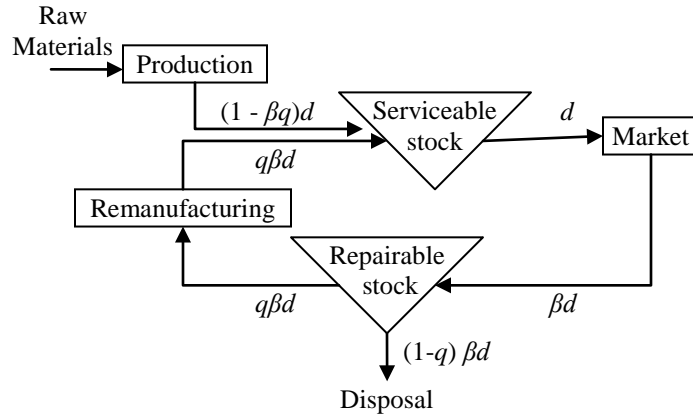 Raw
Materials
Production
(1 - βq)d
Serviceable
stock
d
Market
qβd
Remanufacturing
Repairable
stock
qβd
βd
(1-q) βd
Disposal